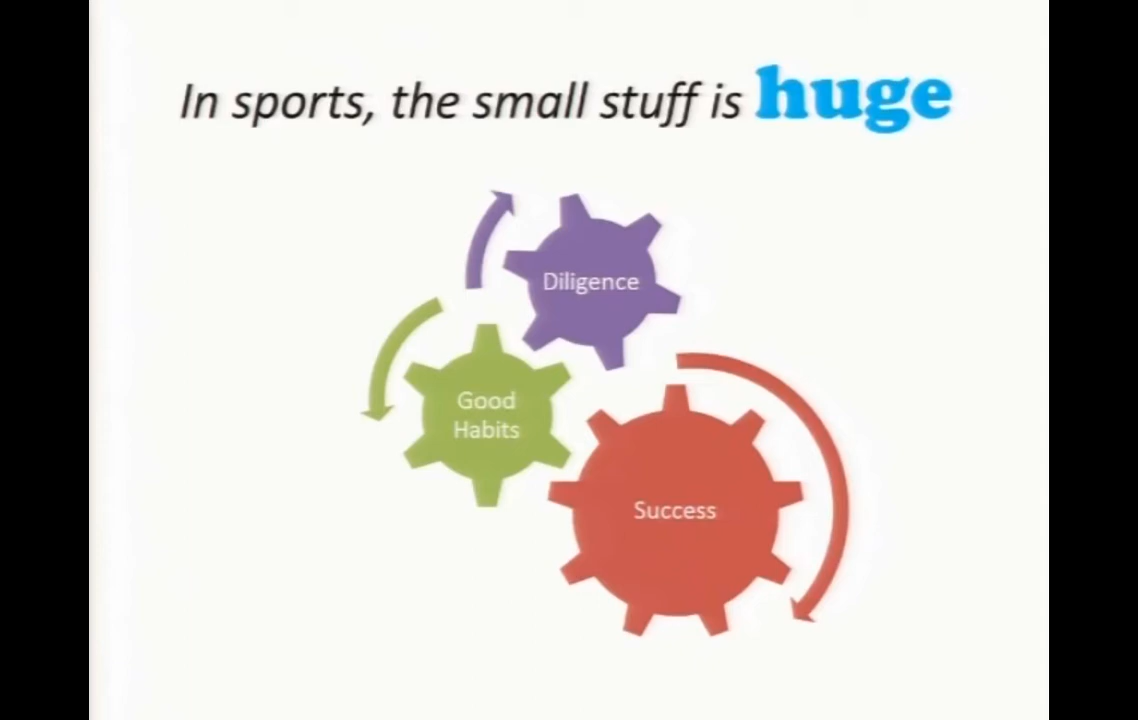 In sports, the small stuff is huge
Diligence
Good
Habits
Success